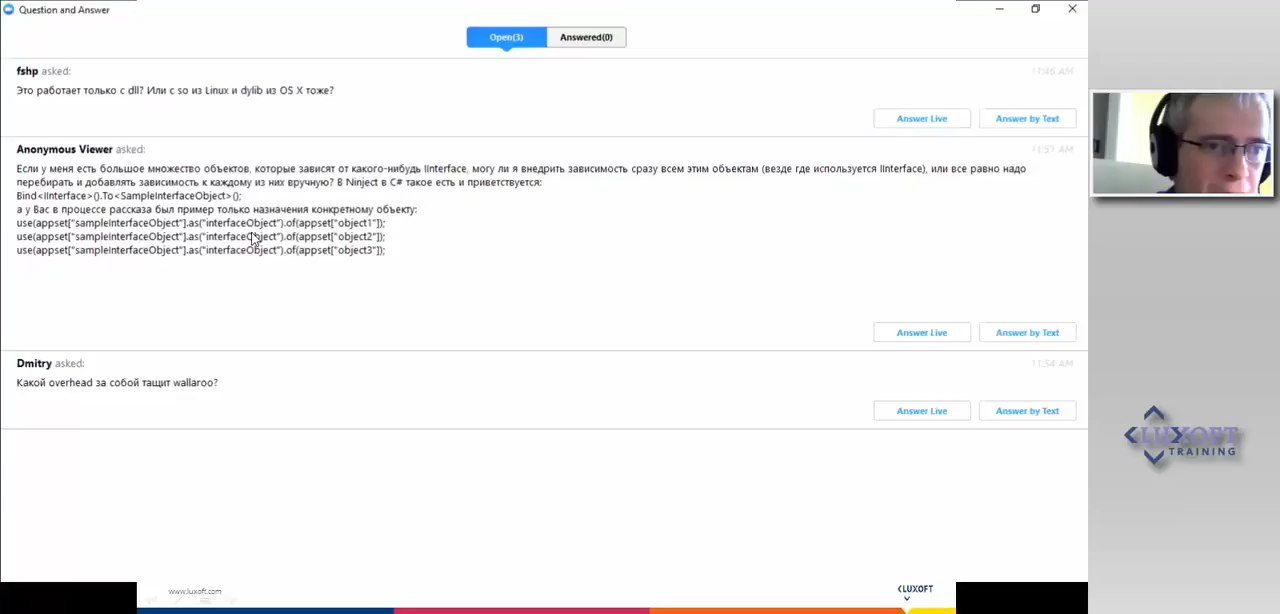 Question and Answer
Open(3)
Answered(0)
fshp asked:
11:46 AM
Это работает только с dll? Или с so из Linux и dylib из OS X тоже?
Answer Live
Answer by Text
Anonymous Viewer asked:
11:51 AM
Если у меня есть большое множество объектов, которые зависят от какого-нибудь IInterface, могу ли я внедрить зависимость сразу всем этим объектам (везде где используется IInterface), или все равно надо
перебирать и добавлять зависимость к каждому из них вручную? В Ninject в C# такое есть и приветствуется:
Bind<IInterface>().To<SampleInterfaceObject>();
а у Вас в процессе рассказа был пример только назначения конкретному объекту:
use(appset["sampleInterfaceObject"].as("interfaceObject").of(appset["object1"]);
use(appset["sampleInterfaceObject"].as("interfaceObject").of(appset["object2"]);
use(appset["sampleInterfaceObject"].as("interfaceObject").of(appset["object3"]);
Answer Live
Answer by Text
Dmitry asked:
11:54 AM
Какой overhead за собой тащит wallaroo?
Answer Live
Answer by Text
www.luxoft.com
LUXOFT
LUXOFT
TRAINING